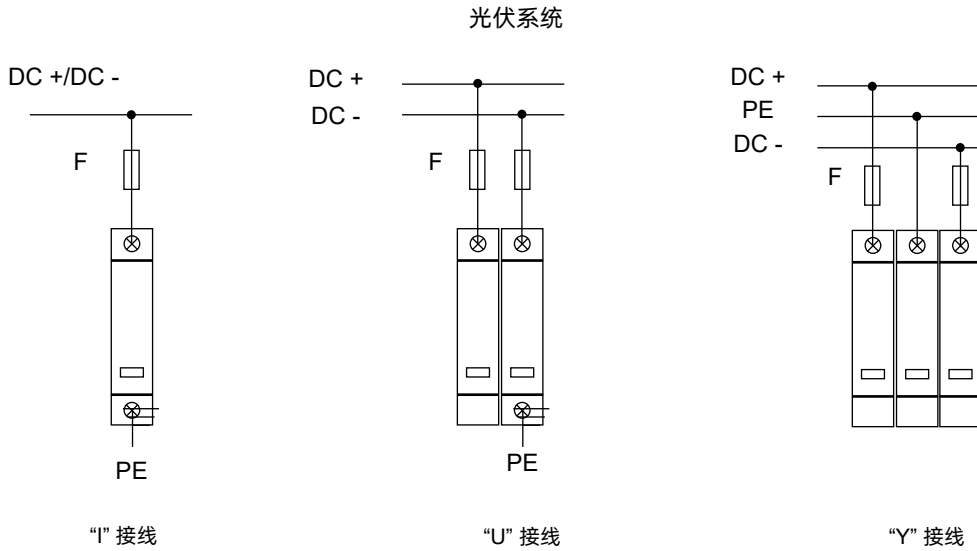 光伏系统
DC +/DC -
F
PE
“I” 接线
DC +
DC -
F
PE
“U” 接线
DC +
PE
DC -
F
“Y” 接线